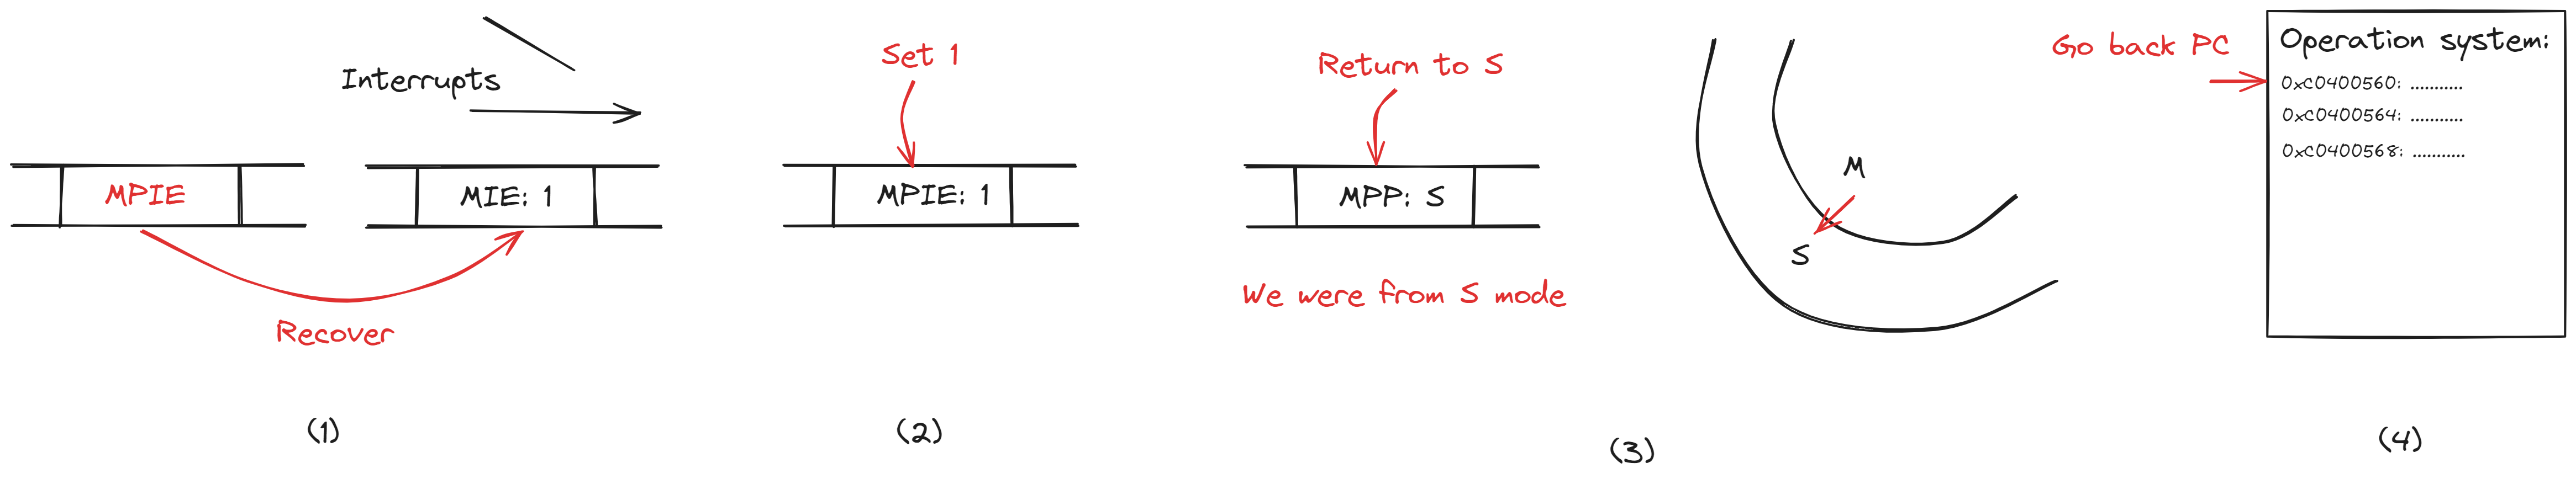 Interrupts
MPIE
MIE: 1
Recover
(1)
Set 1
MPIE: 1
(2)
Return to S
MPP: S
We were from S mode
M
S
(3)
Go back PC
Operation system:
0xC0400560: ...........
0xC0400564: ...........
0xC0400568: ...........
(4)